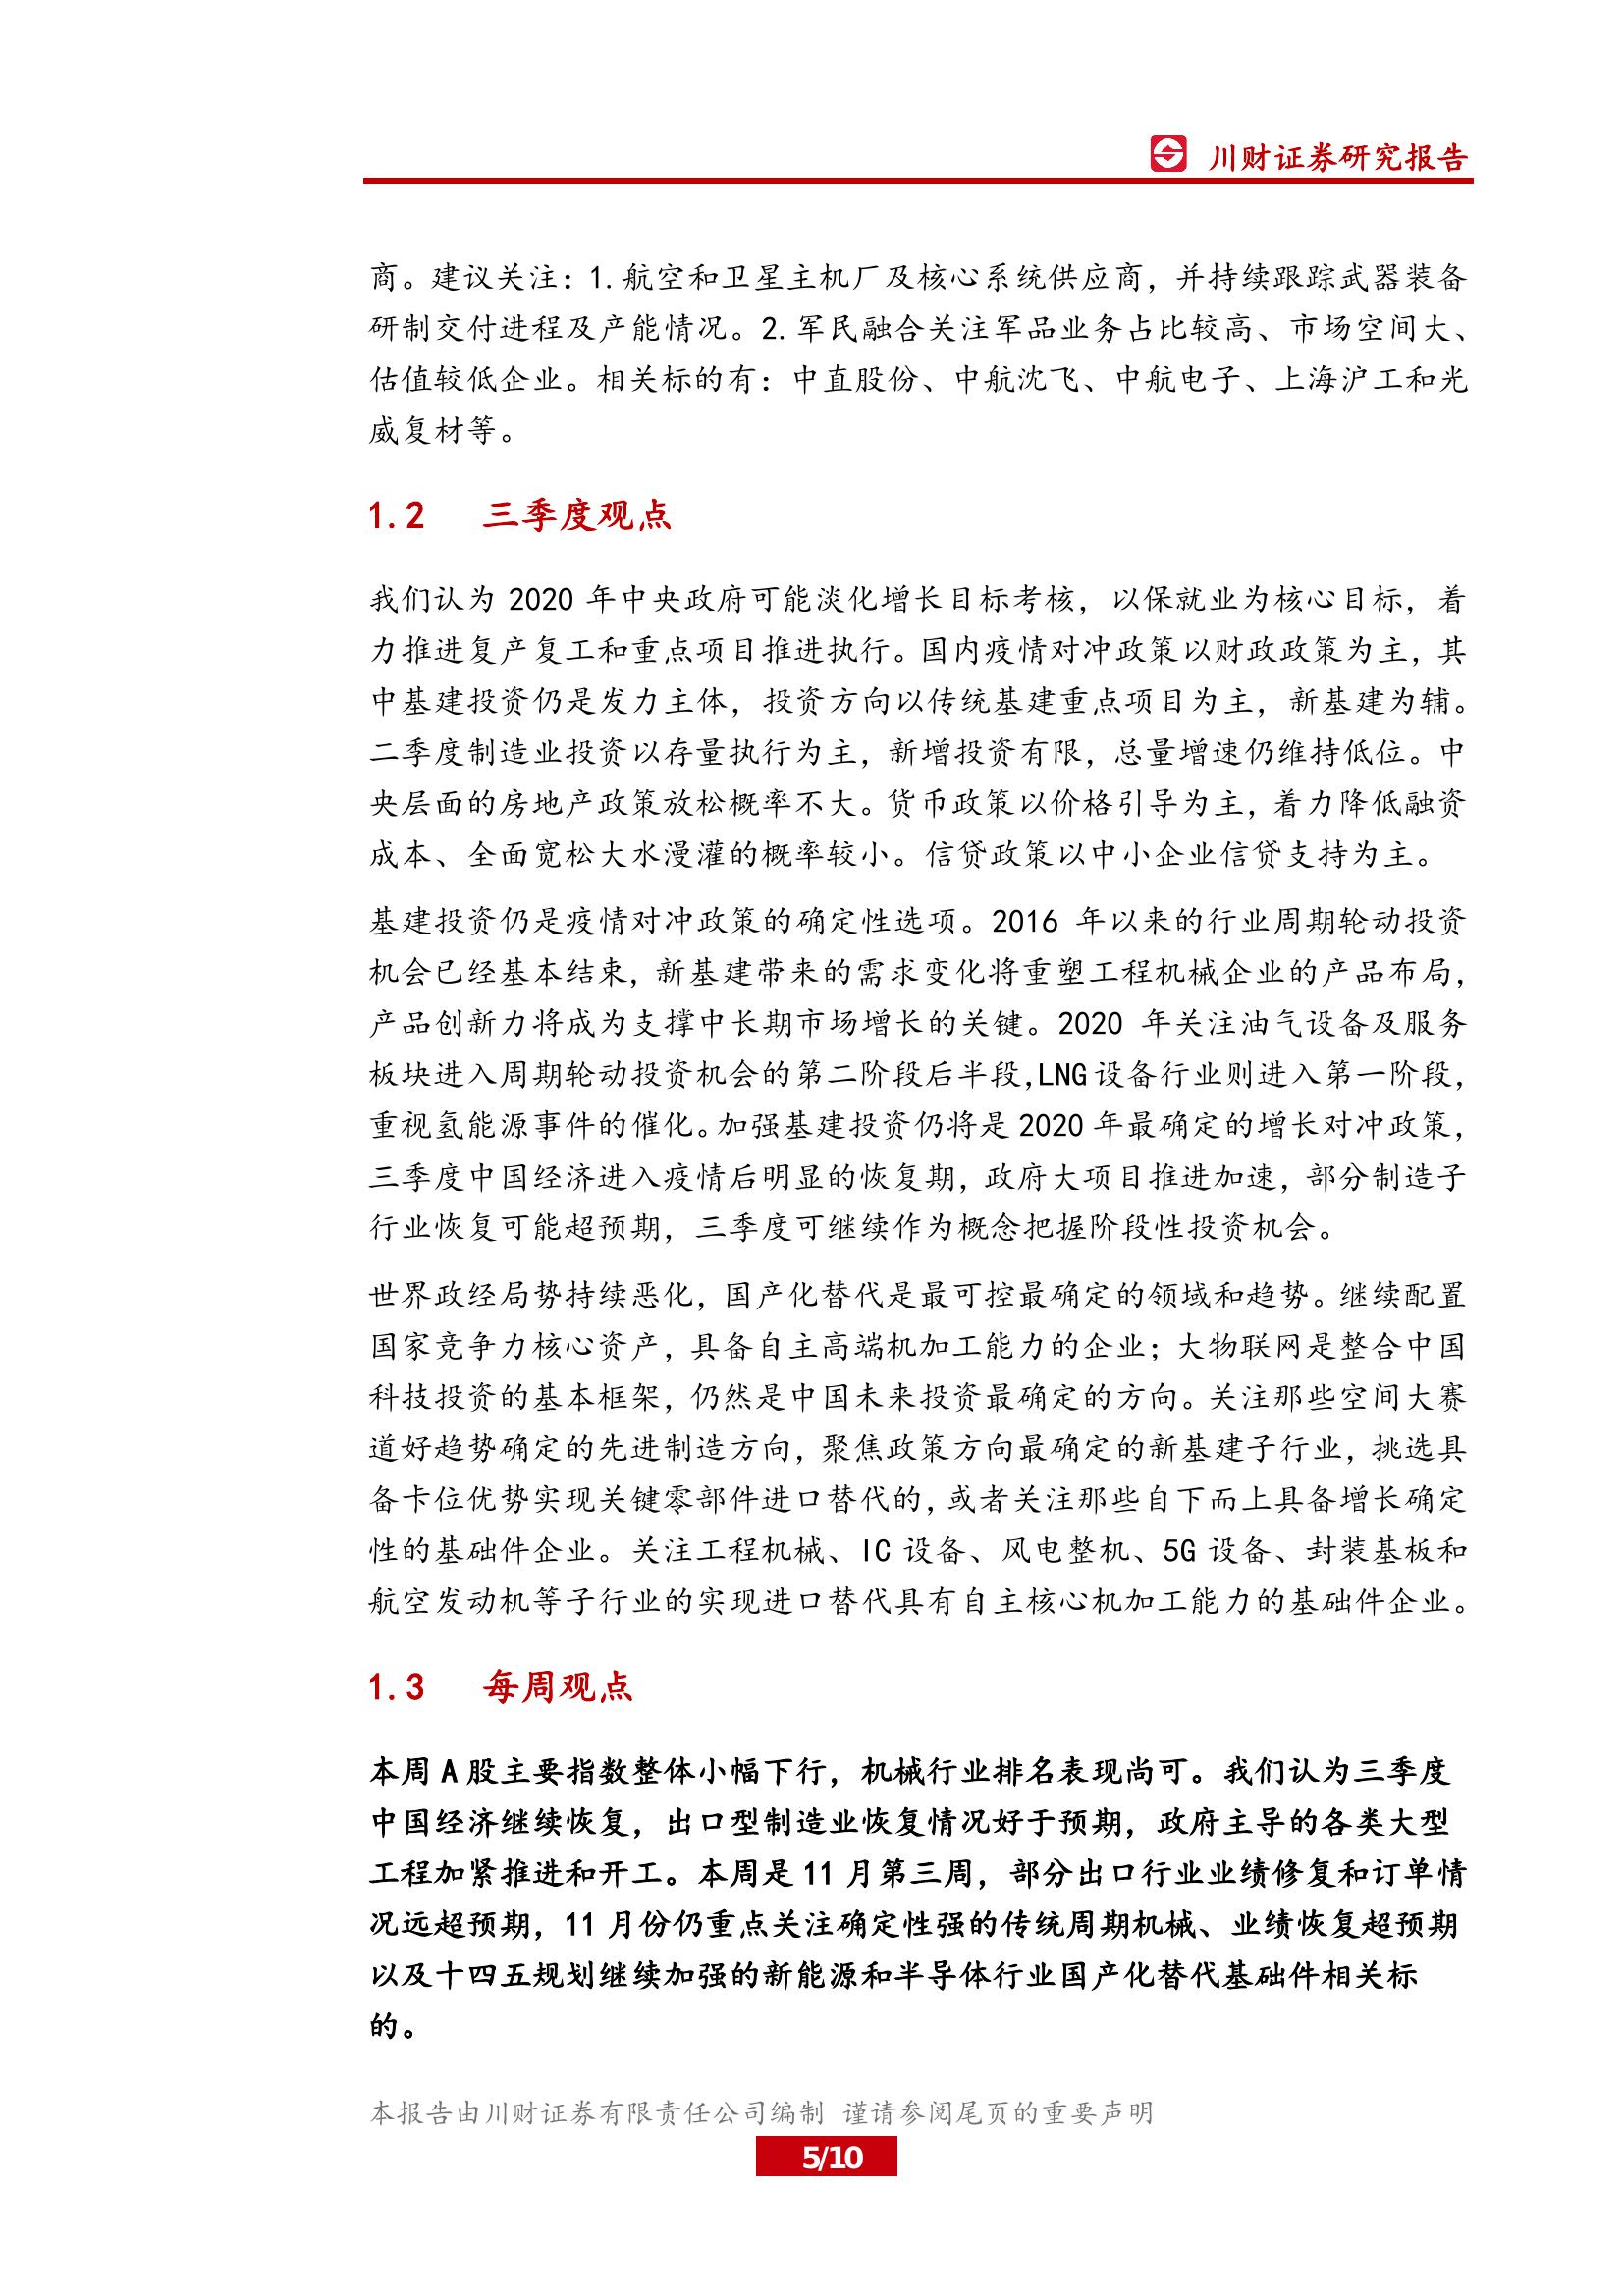 川财证券研究报告
商。建议关注：1.航空和卫星主机厂及核心系统供应商，并持续跟踪武器装备
研制交付进程及产能情况。2.军民融合关注军品业务占比较高、市场空间大、
估值较低企业。相关标的有：中直股份、中航沈飞、中航电子、上海沪工和光
威复材等。
1.2 三季度观点
我们认为 2020 年中央政府可能淡化增长目标考核，以保就业为核心目标，着
力推进复产复工和重点项目推进执行。国内疫情对冲政策以财政政策为主，其
中基建投资仍是发力主体，投资方向以传统基建重点项目为主，新基建为辅。
二季度制造业投资以存量执行为主，新增投资有限，总量增速仍维持低位。中
央层面的房地产政策放松概率不大。货币政策以价格引导为主，着力降低融资
成本、全面宽松大水漫灌的概率较小。信贷政策以中小企业信贷支持为主。
基建投资仍是疫情对冲政策的确定性选项。2016 年以来的行业周期轮动投资
机会已经基本结束，新基建带来的需求变化将重塑工程机械企业的产品布局，
产品创新力将成为支撑中长期市场增长的关键。2020 年关注油气设备及服务
板块进入周期轮动投资机会的第二阶段后半段，LNG 设备行业则进入第一阶段，
重视氢能源事件的催化。加强基建投资仍将是 2020 年最确定的增长对冲政策，
三季度中国经济进入疫情后明显的恢复期，政府大项目推进加速，部分制造子
行业恢复可能超预期，三季度可继续作为概念把握阶段性投资机会。
世界政经局势持续恶化，国产化替代是最可控最确定的领域和趋势。继续配置
国家竞争力核心资产，具备自主高端机加工能力的企业；大物联网是整合中国
科技投资的基本框架，仍然是中国未来投资最确定的方向。关注那些空间大赛
道好趋势确定的先进制造方向，聚焦政策方向最确定的新基建子行业，挑选具
备卡位优势实现关键零部件进口替代的，或者关注那些自下而上具备增长确定
性的基础件企业。关注工程机械、IC 设备、风电整机、5G 设备、封装基板和
航空发动机等子行业的实现进口替代具有自主核心机加工能力的基础件企业。
1.3 每周观点
本周 A 股主要指数整体小幅下行，机械行业排名表现尚可。我们认为三季度
中国经济继续恢复，出口型制造业恢复情况好于预期，政府主导的各类大型
工程加紧推进和开工。本周是 11 月第三周，部分出口行业业绩修复和订单情
况远超预期，11 月份仍重点关注确定性强的传统周期机械、业绩恢复超预期
以及十四五规划继续加强的新能源和半导体行业国产化替代基础件相关标
的。
本报告由川财证券有限责任公司编制 谨请参阅尾页的重要声明
5/10